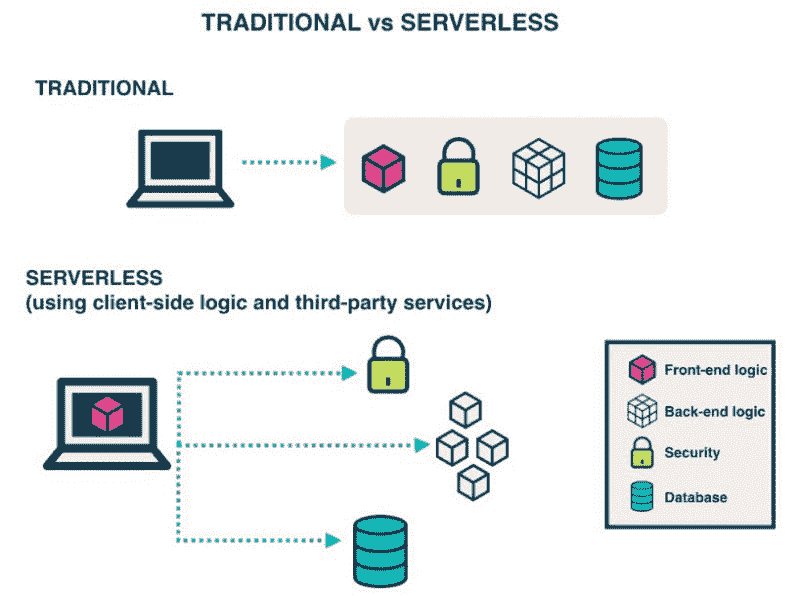 TRADITIONAL vs SERVERLESS
TRADITIONAL
SERVERLESS
(using client-side logic and third-party services)
Front-end logic
Back-end logic
Security
Database